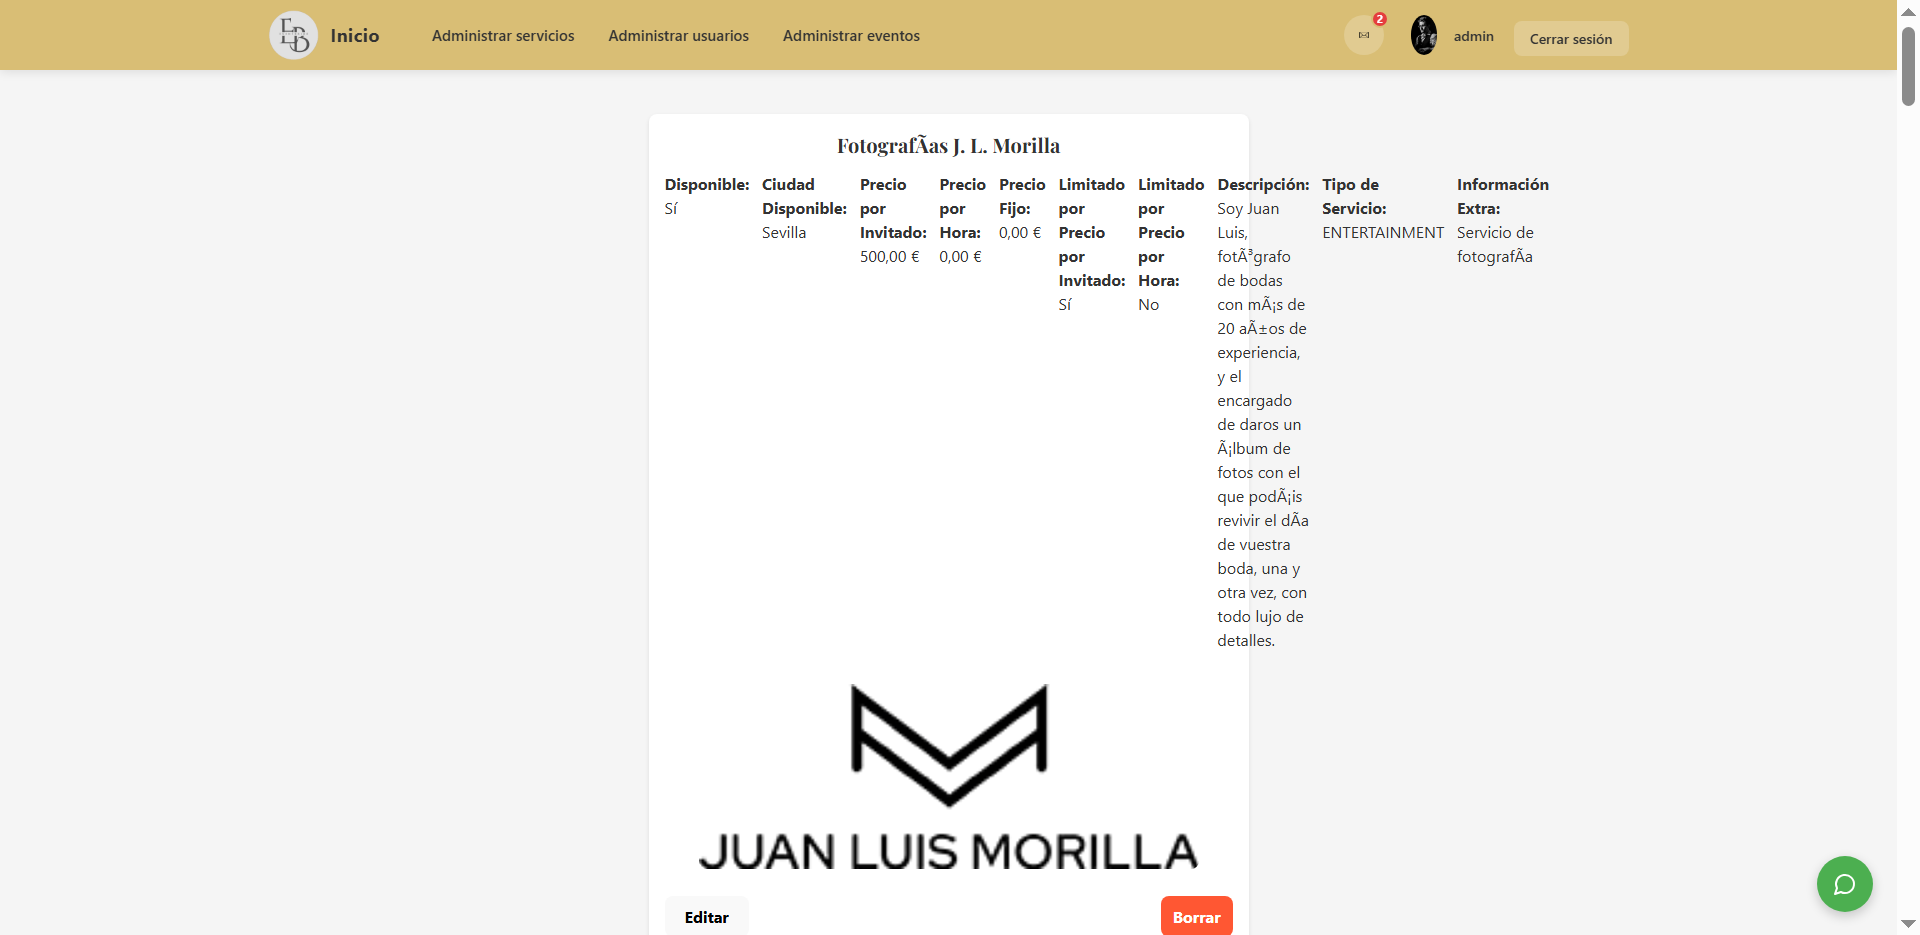 EB
Inicio
Administrar servicios
Administrar usuarios
Administrar eventos
2
admin
Cerrar sesión
FotografÃas J. L. Morilla
Disponible:
Sí
Ciudad
Disponible:
Sevilla
Precio
por
Invitado:
500,00 €
Precio
por
Hora:
0,00 €
Precio
Fijo:
0,00 €
Limitado
por
Precio
por
Invitado:
Sí
Limitado
por
Precio
por
Hora:
No
Descripción:
Soy Juan
Luis,
fotÃ³grafo
de bodas
con mÃ¡s de
20 aÃ±os de
experiencia,
y el
encargado
de daros un
Ã¡lbum de
fotos con el
que podÃ¡is
revivir el dÃa
de vuestra
boda, una y
otra vez, con
todo lujo de
detalles.
Tipo de
Servicio:
ENTERTAINMENT
Información
Extra:
Servicio de
fotografÃa
JUAN LUIS MORILLA
Editar
Borrar